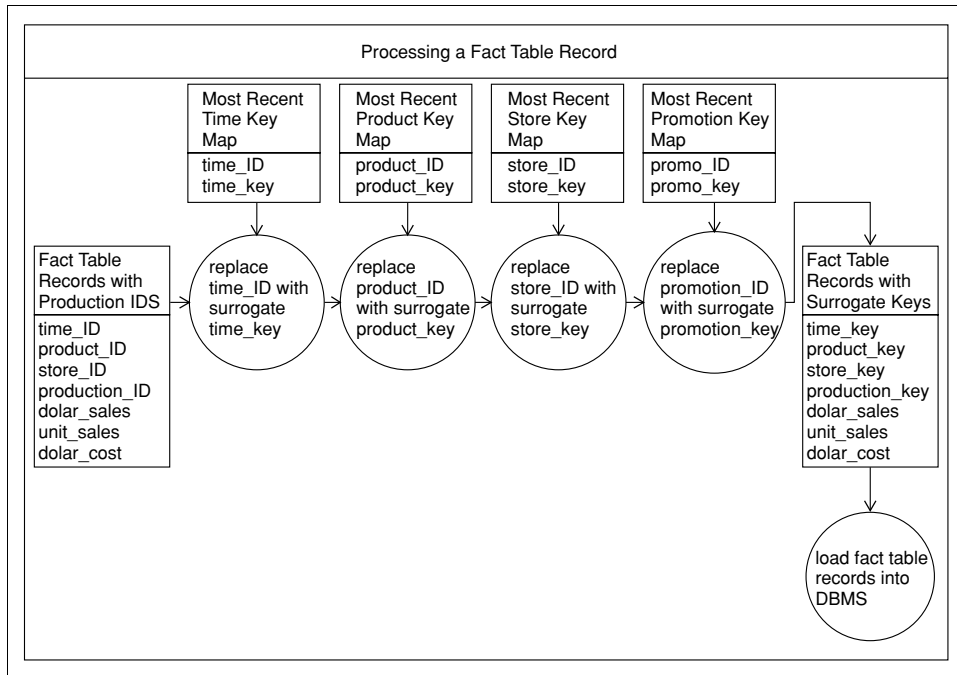 Processing a Fact Table Record
Most Recent
Time Key
Map
time_ID
time_key
Most Recent
Product Key
Map
product_ID
product_key
Most Recent
Store Key
Map
store_ID
store_key
Most Recent
Promotion Key
Map
promo_ID
promo_key
Fact Table
Records with
Production IDS
time_ID
product_ID
store_ID
production_ID
dolar_sales
unit_sales
dolar_cost
replace
time_ID with
surrogate
time_key
replace
product_ID
with surrogate
product_key
replace
store_ID with
surrogate
store_key
replace
promotion_ID
with surrogate
promotion_key
Fact Table
Records with
Surrogate Keys
time_key
product_key
store_key
production_key
dolar_sales
unit_sales
dolar_cost
load fact table
records into
DBMS